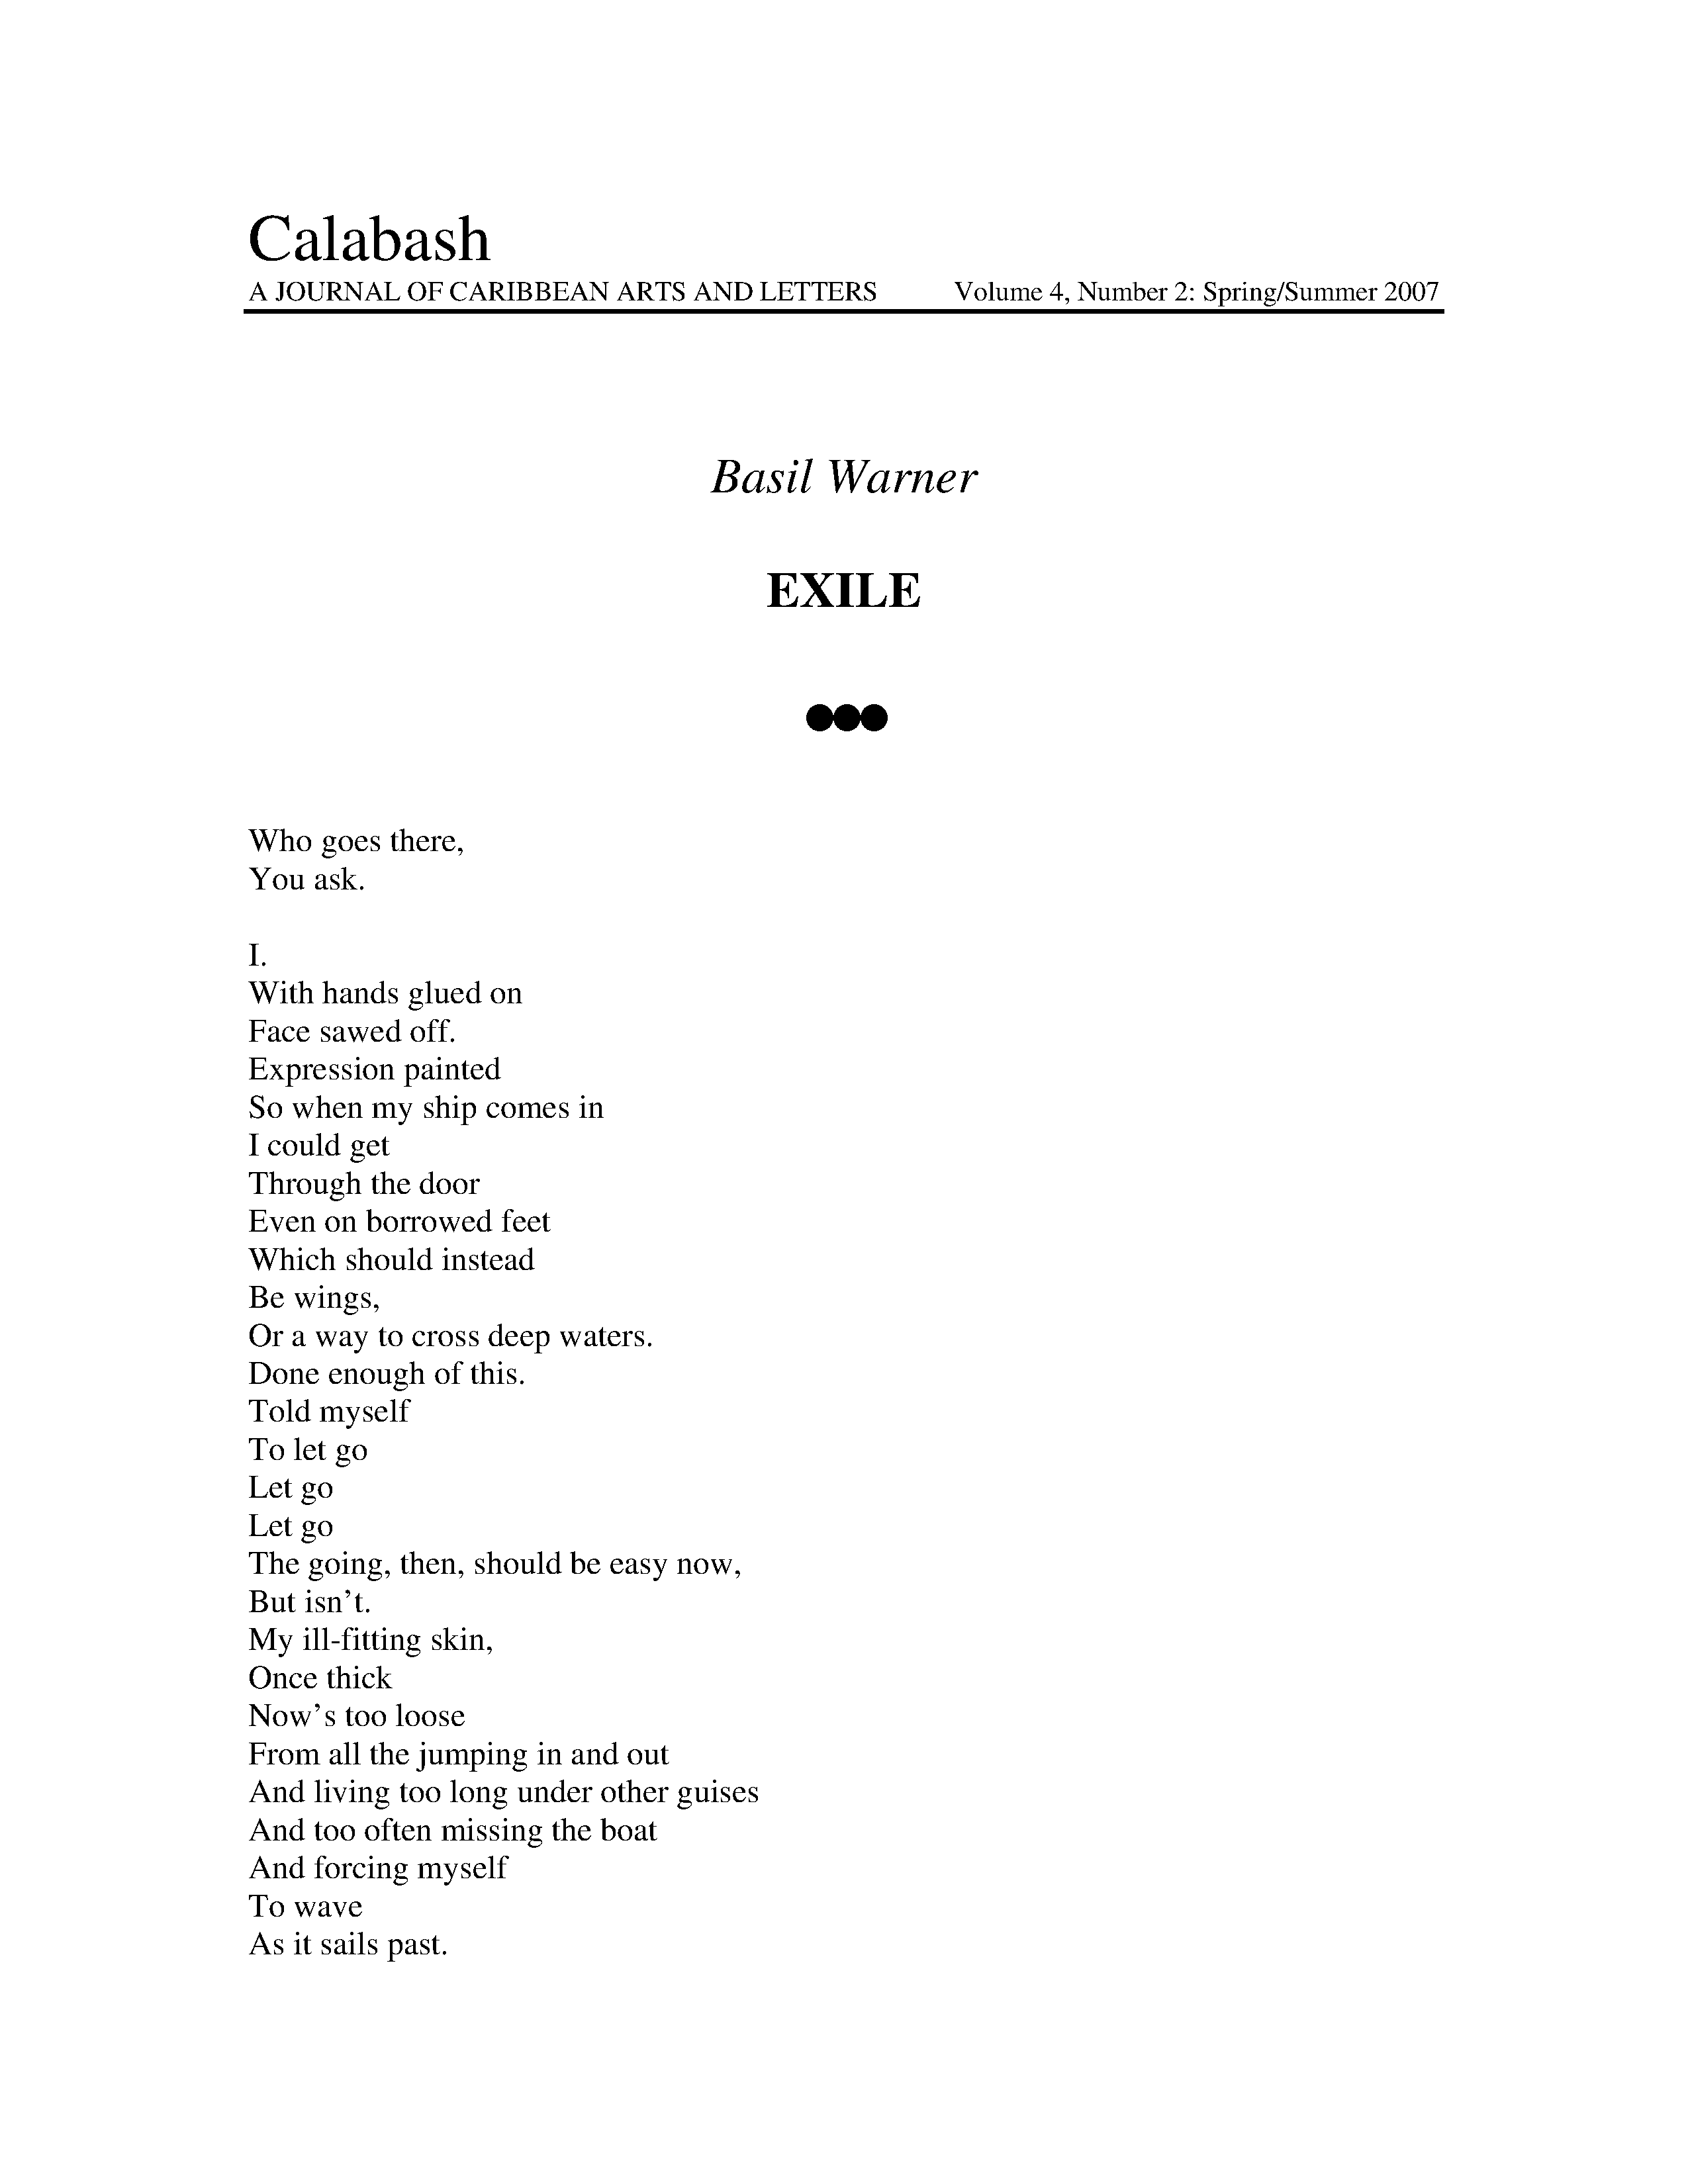 Calabash
A JOURNAL OF CARIBBEAN ARTS AND LETTERS Volume 4, Number 2: Spring/Summer 2007
Basil Warner
EXILE
Who goes there,
You ask.
I.
With hands glued on
Face sawed off.
Expression painted
So when my ship comes in
I could get
Through the door
Even on borrowed feet
Which should instead
Be wings,
Or a way to cross deep waters.
Done enough of this.
Told myself
To let go
Let go
Let go
The going, then, should be easy now,
But isn’t.
My ill-fitting skin,
Once thick
Now’s too loose
From all the jumping in and out
And living too long under other guises
And too often missing the boat
And forcing myself
To wave
As it sails past.